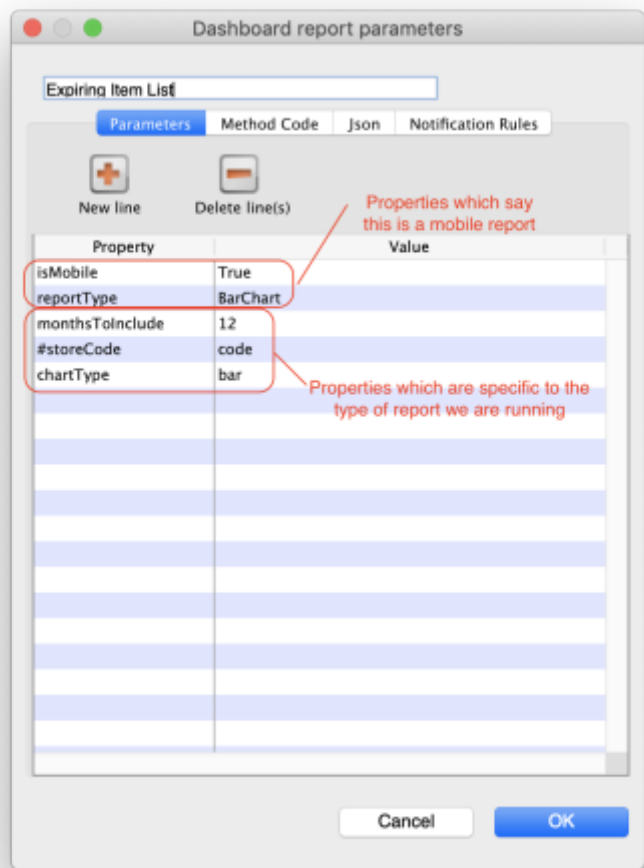 Dashboard report parameters
Expiring Item List
Parameters Method Code Json Notification Rules
New line Delete line(s)
Properties which say
this is a mobile report
Property Value
isMobile True
reportType BarChart
monthsToInclude 12
#storeCode code
chartType bar
Properties which are specific to the
type of report we are running
Cancel OK